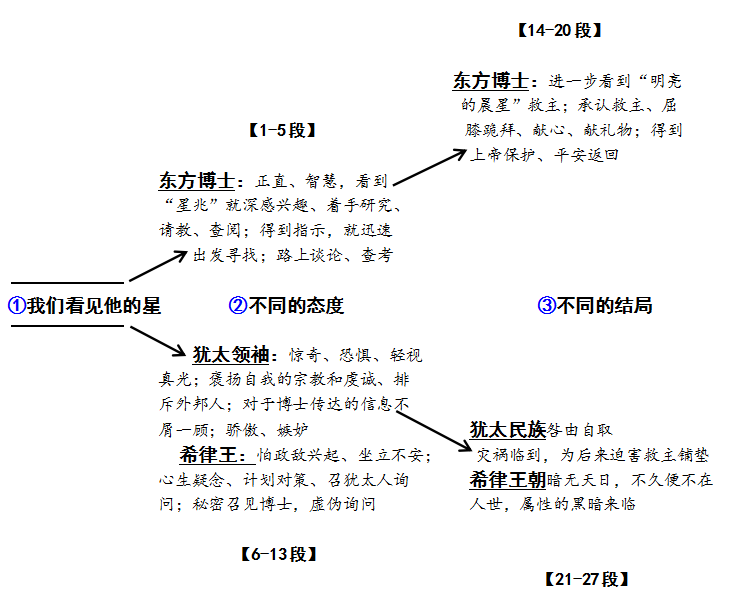 【14-20段】
东方博士：进一步看到“明亮
的晨星”救主；承认救主、屈
膝跪拜、献心、献礼物；得到
上帝保护、平安返回
【1-5段】
东方博士：正直、智慧，看到
“星兆”就深感兴趣、着手研究、
请教、查阅；得到指示，就迅速
出发寻找；路上谈论、查考
①我们看见他的星
②不同的态度
③不同的结局
犹太领袖：惊奇、恐惧、轻视
真光；褒扬自我的宗教和虔诚、排
斥外邦人；对于博士传达的信息不
屑一顾；骄傲、嫉妒
希律王：怕政敌兴起、坐立不安；
心生疑念、计划对策、召犹太人询
问；秘密召见博士，虚伪询问
【6-13段】
犹太民族咎由自取
灾祸临到，为后来迫害救主铺垫
希律王朝暗无天日，不久便不在
人世，属性的黑暗来临
【21-27段】